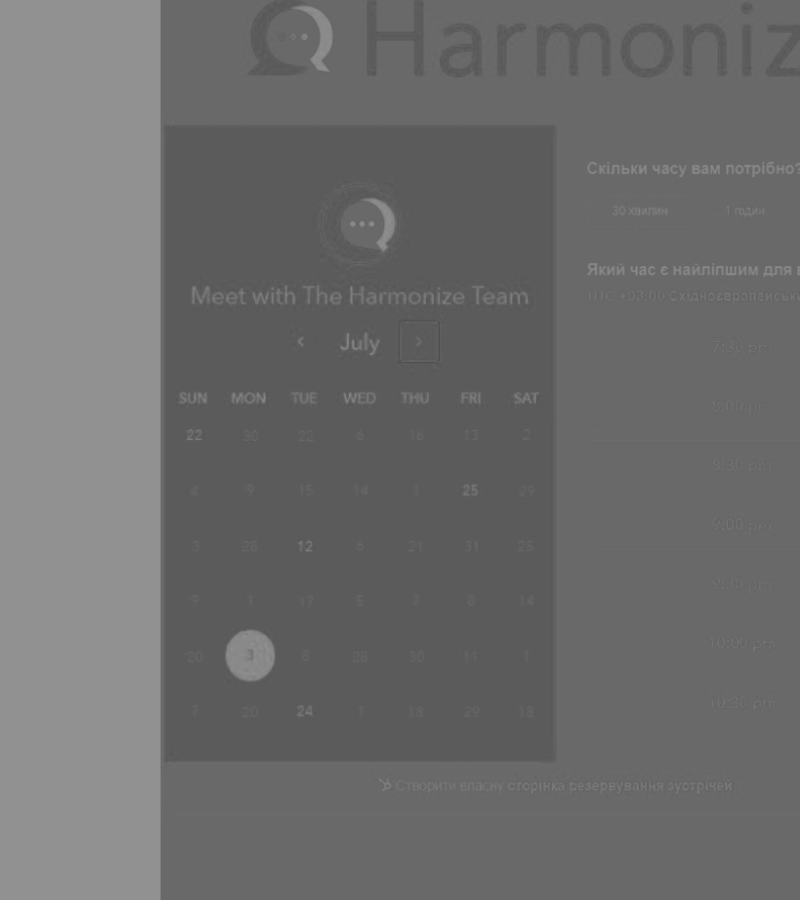 Harmoniz
Скільки часу вам потрібно?
30 хвилин 1 годин
Який час є найліпшим для
UTC +03:00 Східноєвропейськи
Meet with The Harmonize Team
‹ July ›
SUN MON TUE WED THU FRI SAT
22 30 22 6 16 13 2
4 9 15 14 1 25 29
3 28 12 6 21 31 25
9 1 17 5 7 8 14
20 3 8 28 30 11 1
7 20 24 1 18 29 18
7:30 pm
8:00 pm
8:30 pm
9:00 pm
9:30 pm
10:00 pm
10:30 pm
Створити власну сторінка резервування зустрічей